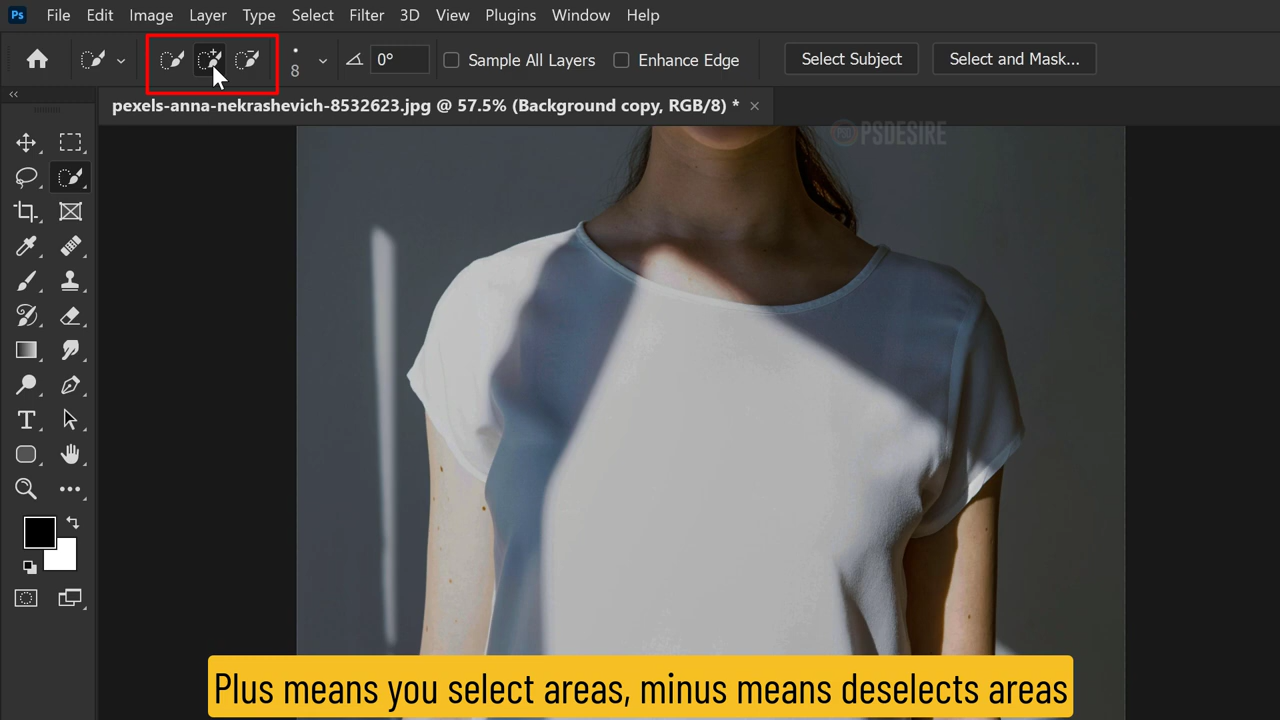 Ps File Edit Image Layer Type Select Filter 3D View Plugins Window Help
8 0° Sample All Layers Enhance Edge Select Subject Select and Mask...
pexels-anna-nekrashevich-8532623.jpg @ 57.5% (Background copy, RGB/8) * ×
PSD PSDESIRE
T
Plus means you select areas, minus means deselects areas